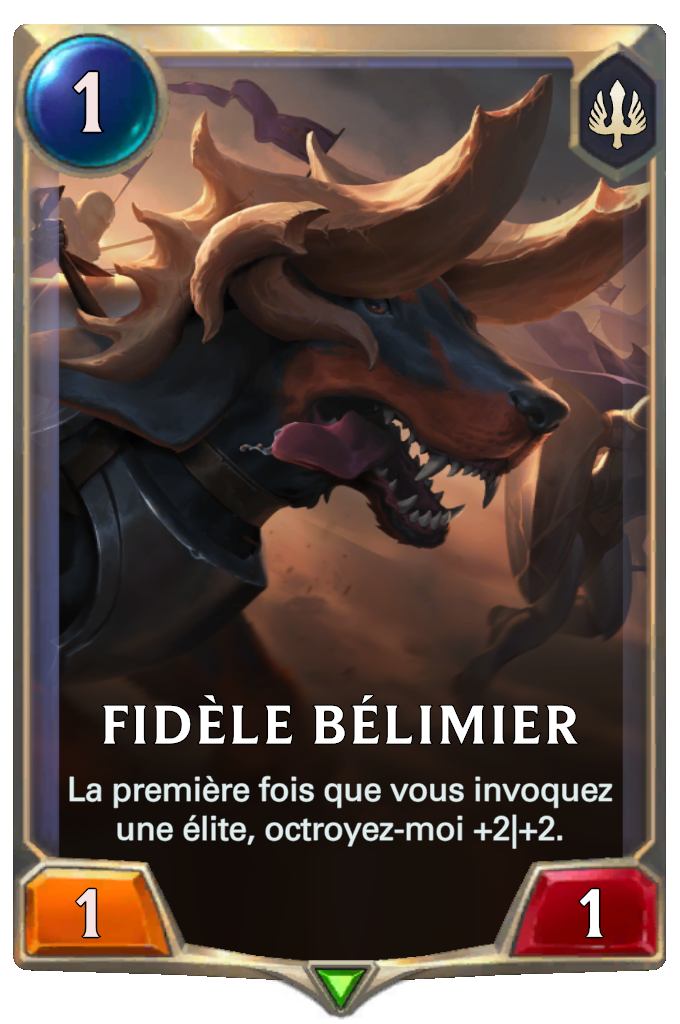 1
FIDÈLE BÉLIMIER
La première fois que vous invoquez
une élite, octroyez-moi +2|+2.
1
1